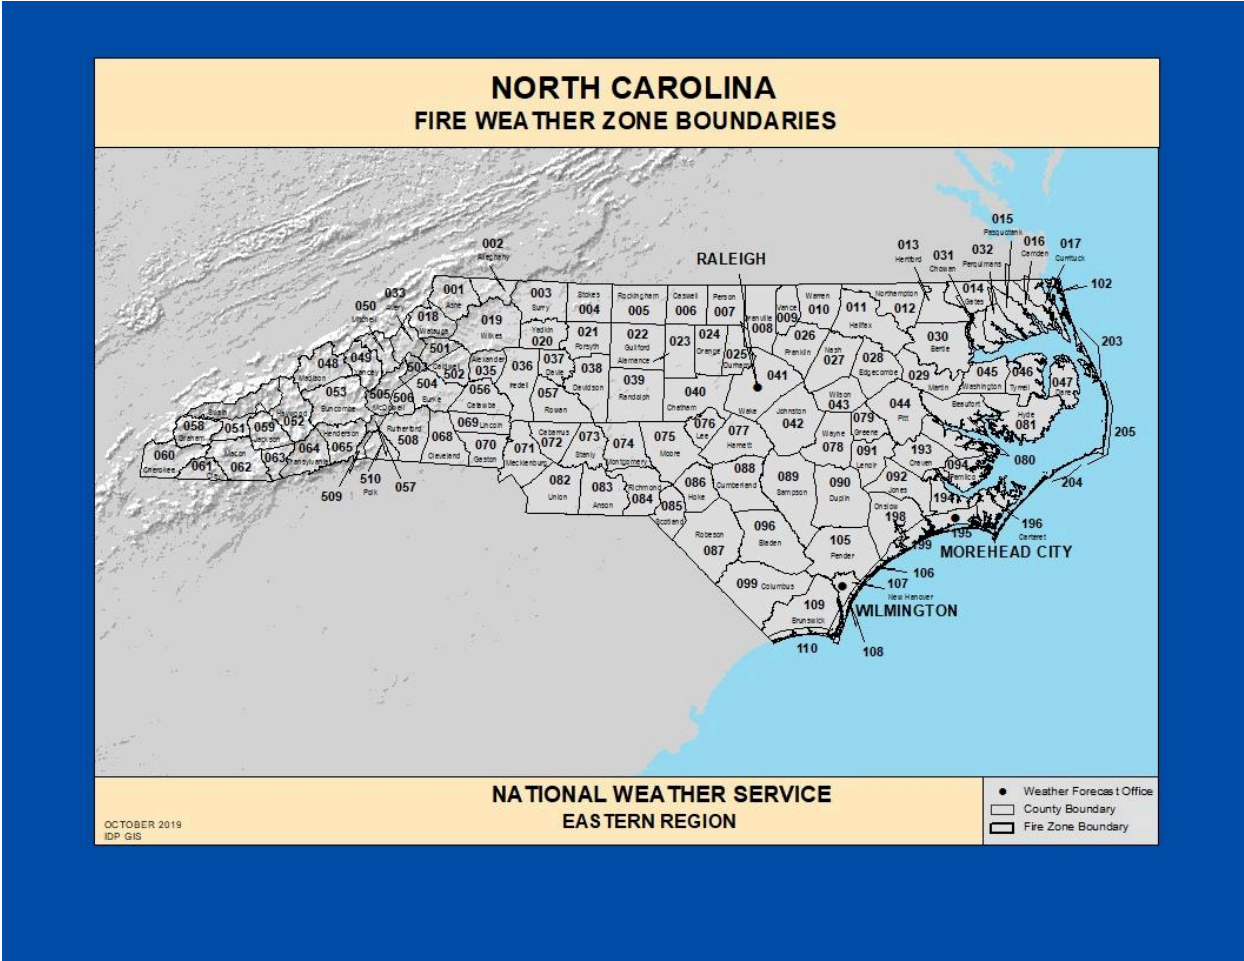 NORTH CAROLINA
FIRE WEATHER ZONE BOUNDARIES
015
Pasquotank
013
Hertford
031
Chowan
032
Perquimans
016
Camden
017
Currituck
002
Alleghany
RALEIGH
102
050
Mitchell
033
Avery
001
Ashe
003
Surry
Stokes
004
Rockingham
005
Caswell
006
Person
007
Granville
008
Vance
009
Warren
010
011
Halifax
Northampton
012
014
Gates
018
Watauga
019
Wilkes
Yadkin
020
021
Forsyth
022
Guilford
Alamance
023
024
Orange
025
Durham
026
Franklin
Nash
027
028
Edgecombe
030
Bertie
203
048
Madison
049
Yancey
501
Caldwell
502
503
504
Burke
Alexander
035
036
Iredell
037
Davie
038
Davidson
039
Randolph
040
Chatham
041
Wake
029
Martin
045
Washington
046
Tyrrell
047
Dare
053
Buncombe
505
506
McDowell
056
Catawba
057
Rowan
Wilson
043
044
Pitt
Beaufort
Hyde
081
Swain
058
Graham
051
Haywood
059
Jackson
052
Henderson
Rutherford
508
068
Cleveland
069
Lincoln
070
Gaston
071
Mecklenburg
Cabarrus
072
073
Stanly
074
Montgomery
075
Moore
076
Lee
077
Harnett
Johnston
042
Wayne
078
079
Greene
091
Lenoir
193
Craven
205
060
Cherokee
061
Clay
Macon
062
063
064
Transylvania
065
080
094
Pamlico
204
509
510
Polk
057
082
Union
083
Anson
Richmond
084
085
Scotland
086
Hoke
088
Cumberland
089
Sampson
090
Duplin
092
Jones
194
Onslow
198
Robeson
087
096
Bladen
105
Pender
199
195
196
Carteret
MOREHEAD CITY
099 Columbus
106
107
New Hanover
109
Brunswick
WILMINGTON
110
108
NATIONAL WEATHER SERVICE
EASTERN REGION
OCTOBER 2019
IDP GIS
Weather Forecast Office
County Boundary
Fire Zone Boundary